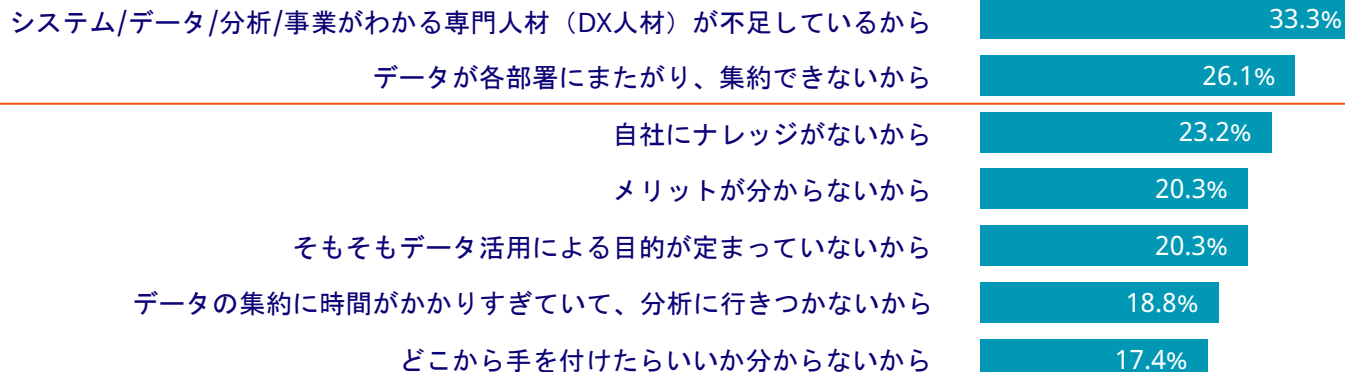 システム/データ/分析/事業がわかる専門人材（DX人材）が不足しているから 33.3%
データが各部署にまたがり、集約できないから 26.1%
自社にナレッジがないから 23.2%
メリットが分からないから 20.3%
そもそもデータ活用による目的が定まっていないから 20.3%
データの集約に時間がかかりすぎていて、分析に行きつかないから 18.8%
どこから手を付けたらいいか分からないから 17.4%